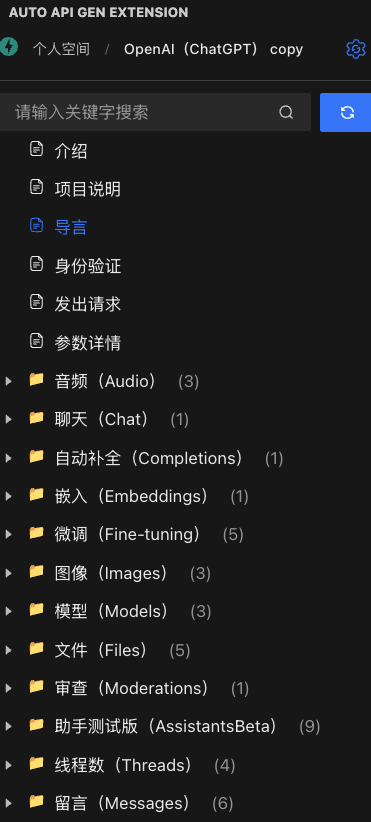 AUTO API GEN EXTENSION
个人空间 / OpenAI（ChatGPT） copy
请输入关键字搜索
介绍
项目说明
导言
身份验证
发出请求
参数详情
音频（Audio） (3)
聊天（Chat） (1)
自动补全（Completions） (1)
嵌入（Embeddings） (1)
微调（Fine-tuning） (5)
图像（Images） (3)
模型（Models） (3)
文件（Files） (5)
审查（Moderations） (1)
助手测试版（AssistantsBeta） (9)
线程数（Threads） (4)
留言（Messages） (6)